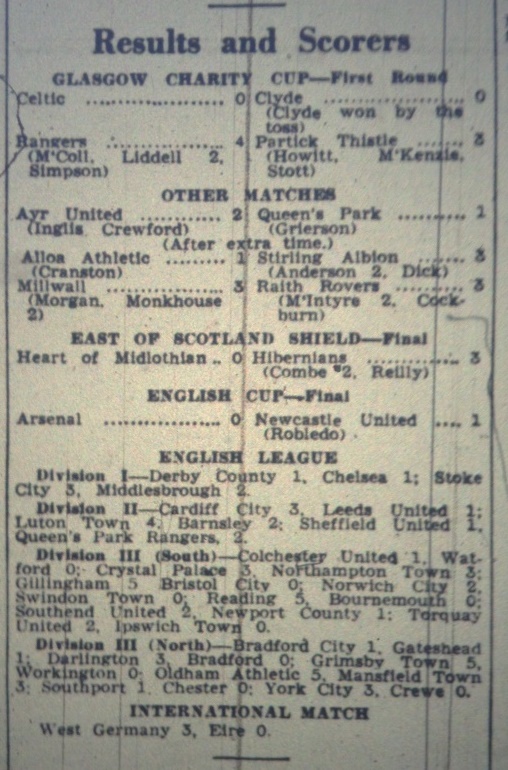 Results and Scorers
GLASGOW CHARITY CUP—First Round
Celtic .................... 0 Clyde .................... 0
(Clyde won by the
toss)
Rangers ................ 4 Partick Thistle ....... 3
(M'Coll, Liddell 2, (Howitt, M'Kenzie,
Simpson) Stott)
OTHER MATCHES
Ayr United ........... 2 Queen's Park .......... 1
(Inglis Crewford) (Grierson)
(After extra time.)
Alloa Athletic ........ 1 Stirling Albion ....... 3
(Cranston) (Anderson 2, Dick)
Millwall ................ 3 Raith Rovers .......... 3
(Morgan, Monkhouse (M'Intyre 2, Cock-
2) burn)
EAST OF SCOTLAND SHIELD—Final
Heart of Midlothian .. 0 Hibernians ............. 3
(Combe 2, Reilly)
ENGLISH CUP—Final
Arsenal ................. 0 Newcastle United .... 1
(Robledo)
ENGLISH LEAGUE
Division I—Derby County 1, Chelsea 1; Stoke
City 3, Middlesbrough 2.
Division II—Cardiff City 3, Leeds United 1;
Luton Town 4, Barnsley 2; Sheffield United 1,
Queen's Park Rangers, 2.
Division III (South)—Colchester United 1, Wat-
ford 0; Crystal Palace 3, Northampton Town 3;
Gillingham 5 Bristol City 0; Norwich City 2,
Swindon Town 0; Reading 5, Bournemouth 0;
Southend United 2, Newport County 1; Torquay
United 2, Ipswich Town 0.
Division III (North)—Bradford City 1, Gateshead
1; Darlington 3, Bradford 0; Grimsby Town 5,
Workington 0; Oldham Athletic 5, Mansfield Town
3; Southport 1, Chester 0; York City 3, Crewe 0.
INTERNATIONAL MATCH
West Germany 3, Eire 0.